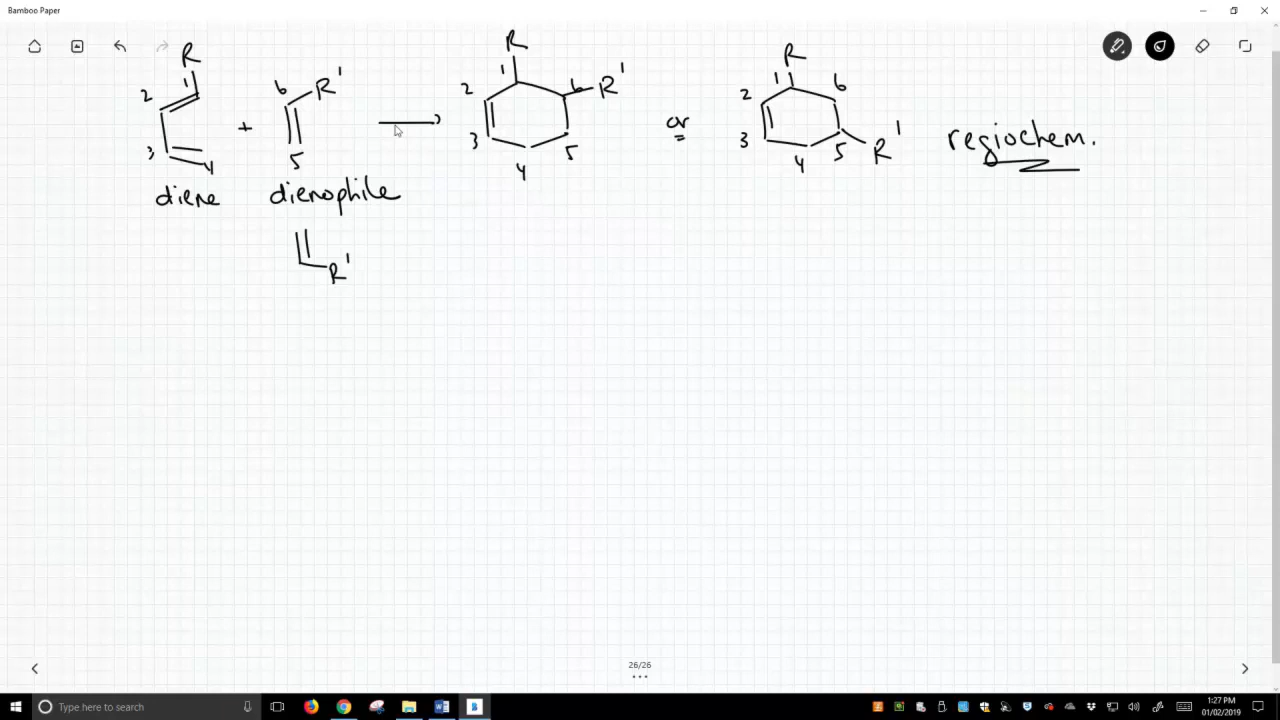 Bamboo Paper
R R R
1 6 R' 1 6 R' 1 6
2 2 2
+ or regiochem.
3 4 5 3 4 5 3 4 5 R'
diene dienophile
R'
26/26
Type here to search
1:27 PM
01/02/2019